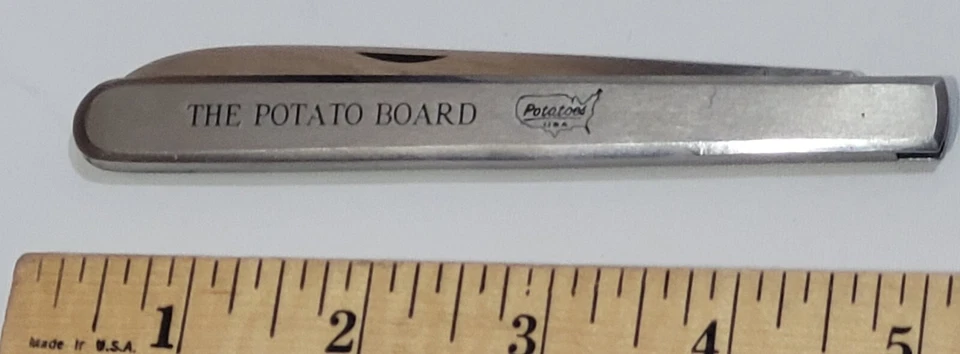 THE POTATO BOARD
Potatoes
USA
1 2 3 4 5
Made in U.S.A.